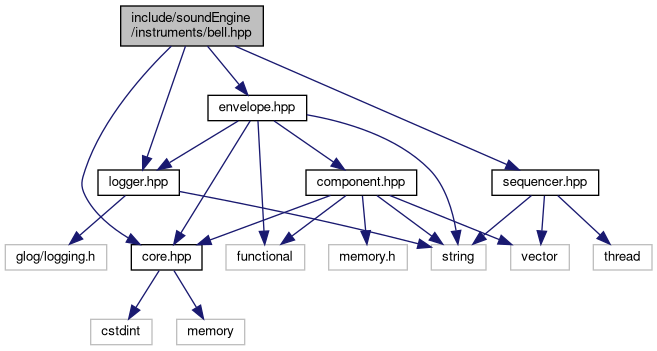 include/soundEngine
/instruments/bell.hpp
envelope.hpp
logger.hpp
component.hpp
sequencer.hpp
glog/logging.h
core.hpp
functional
memory.h
string
vector
thread
cstdint
memory